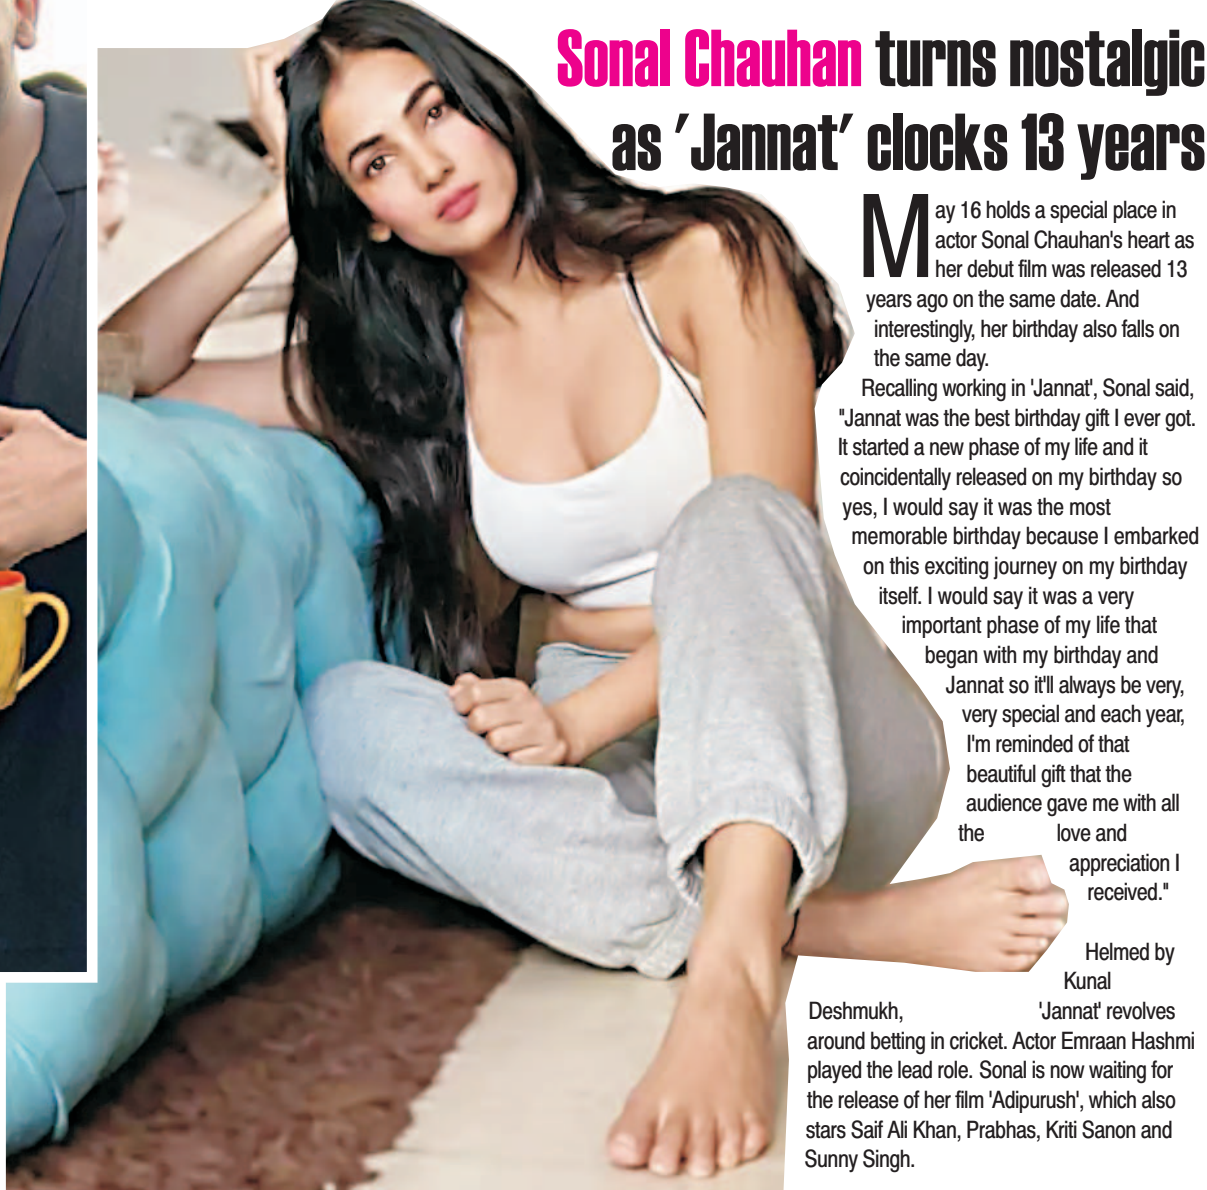 Sonal Chauhan turns nostalgic
as 'Jannat' clocks 13 years
May 16 holds a special place in
actor Sonal Chauhan's heart as
her debut film was released 13
years ago on the same date. And
interestingly, her birthday also falls on
the same day.
Recalling working in 'Jannat', Sonal said,
"Jannat was the best birthday gift I ever got.
It started a new phase of my life and it
coincidentally released on my birthday so
yes, I would say it was the most
memorable birthday because I embarked
on this exciting journey on my birthday
itself. I would say it was a very
important phase of my life that
began with my birthday and
Jannat so it'll always be very,
very special and each year,
I'm reminded of that
beautiful gift that the
audience gave me with all
the love and
appreciation I
received."
Helmed by
Kunal
Deshmukh, 'Jannat' revolves
around betting in cricket. Actor Emraan Hashmi
played the lead role. Sonal is now waiting for
the release of her film 'Adipurush', which also
stars Saif Ali Khan, Prabhas, Kriti Sanon and
Sunny Singh.